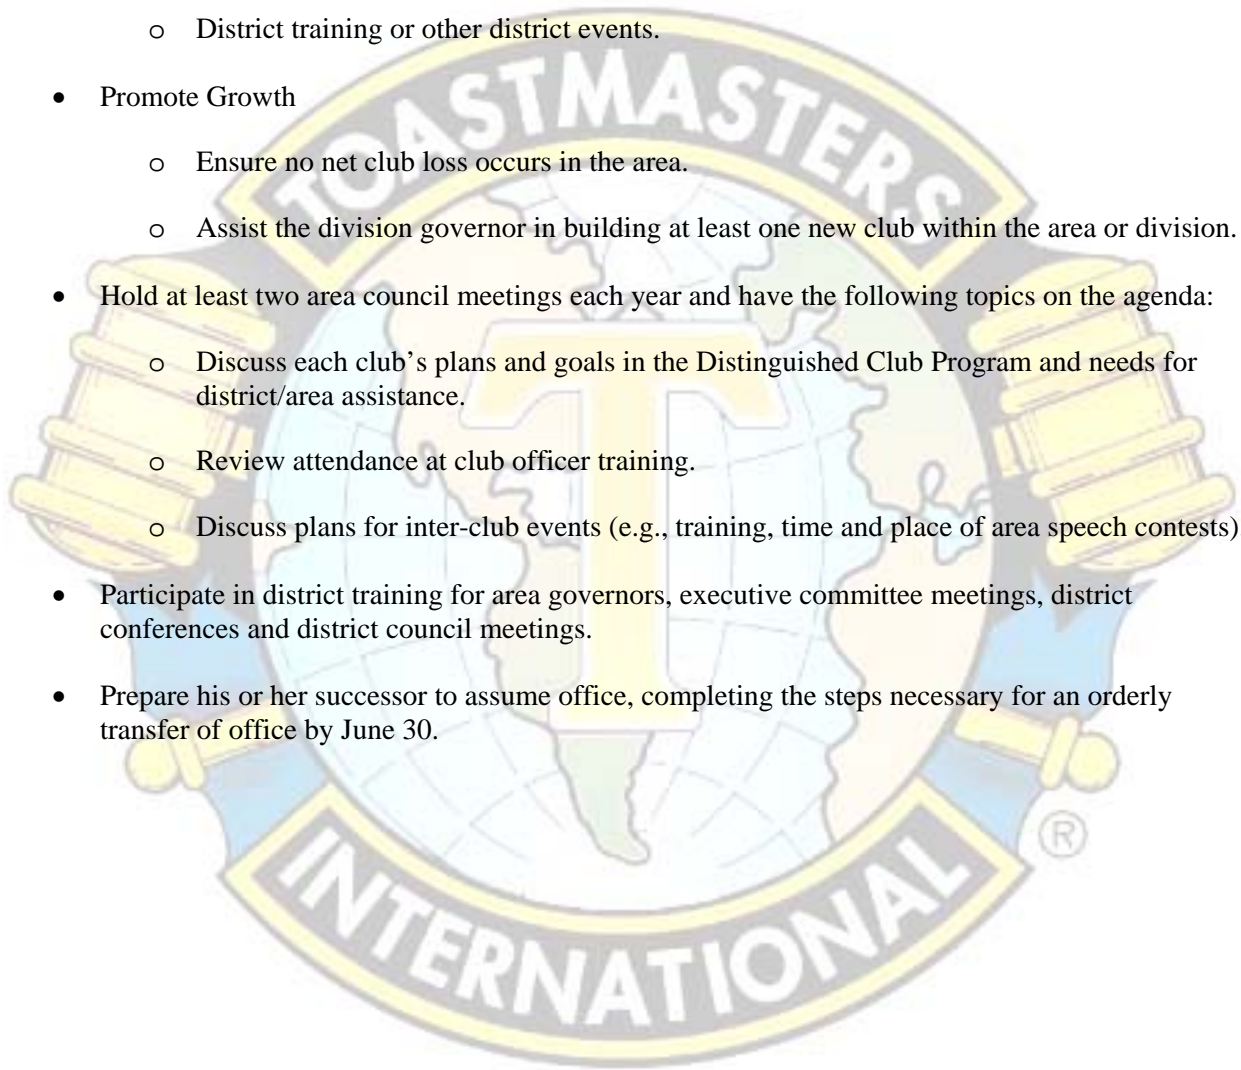 o District training or other district events.
• Promote Growth
o Ensure no net club loss occurs in the area.
o Assist the division governor in building at least one new club within the area or division.
• Hold at least two area council meetings each year and have the following topics on the agenda:
o Discuss each club’s plans and goals in the Distinguished Club Program and needs for
district/area assistance.
o Review attendance at club officer training.
o Discuss plans for inter-club events (e.g., training, time and place of area speech contests)
• Participate in district training for area governors, executive committee meetings, district
conferences and district council meetings.
• Prepare his or her successor to assume office, completing the steps necessary for an orderly
transfer of office by June 30.
TOASTMASTERS
T
INTERNATIONAL
®